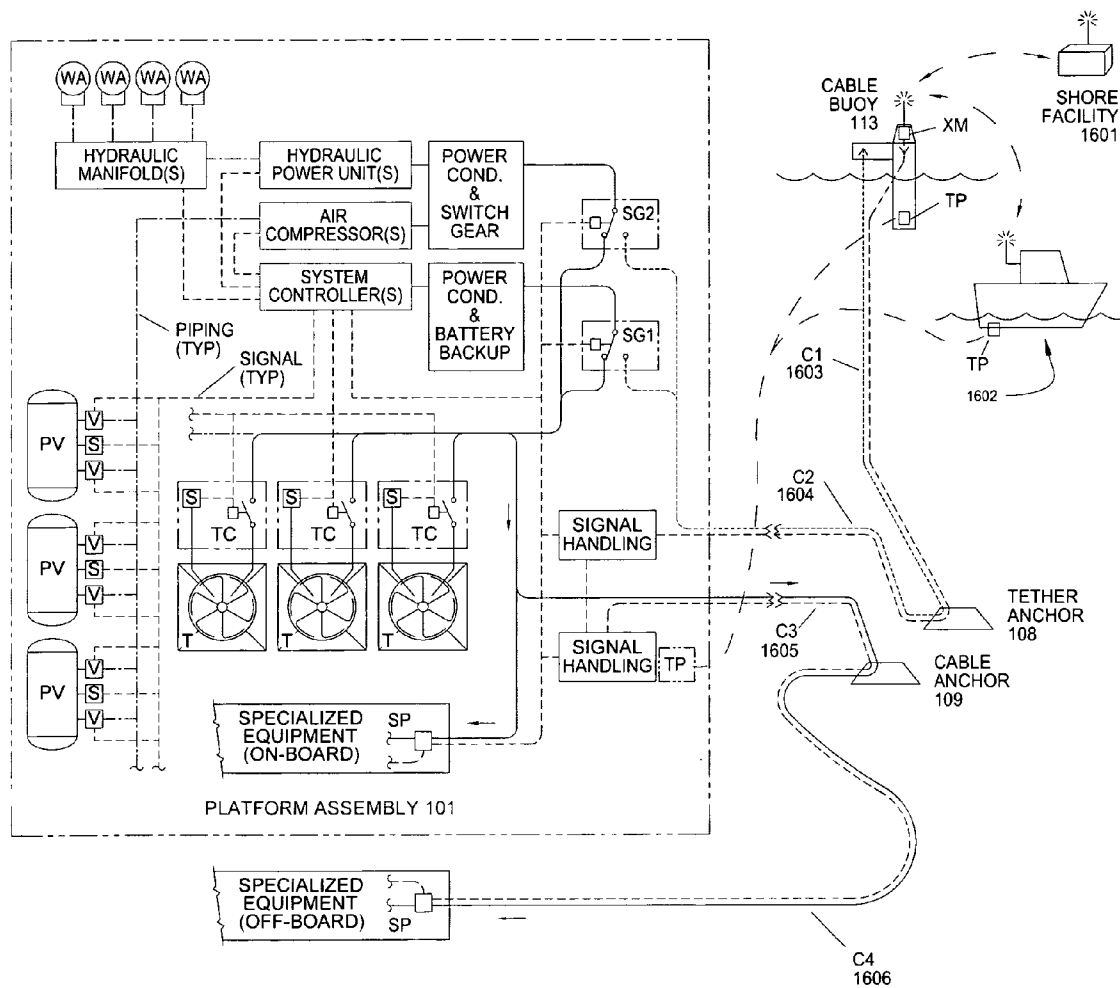 WA WA WA WA
HYDRAULIC
MANIFOLD(S)
HYDRAULIC
POWER UNIT(S)
AIR
COMPRESSOR(S)
SYSTEM
CONTROLLER(S)
POWER
COND.
&
SWITCH
GEAR
POWER
COND.
&
BATTERY
BACKUP
SG2
SG1
CABLE
BUOY
113
XM
TP
SHORE
FACILITY
1601
TP
1602
PIPING
(TYP)
SIGNAL
(TYP)
C1
1603
C2
1604
PV
V
S
V
PV
V
S
V
PV
V
S
V
S
TC
S
TC
S
TC
T
T
T
SIGNAL
HANDLING
SIGNAL
HANDLING
TP
C3
1605
TETHER
ANCHOR
108
CABLE
ANCHOR
109
SPECIALIZED
EQUIPMENT
(ON-BOARD)
SP
PLATFORM ASSEMBLY 101
SPECIALIZED
EQUIPMENT
(OFF-BOARD)
SP
C4
1606